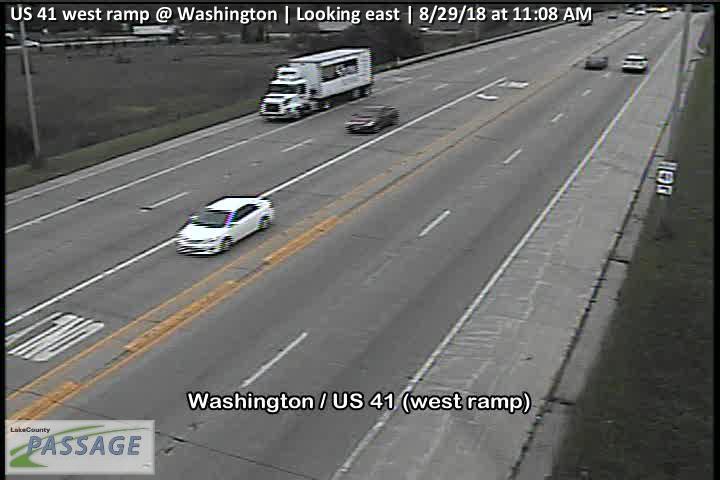 US 41 west ramp @ Washington | Looking east | 8/29/18 at 11:08 AM
Washington / US 41 (west ramp)
LakeCounty
PASSAGE